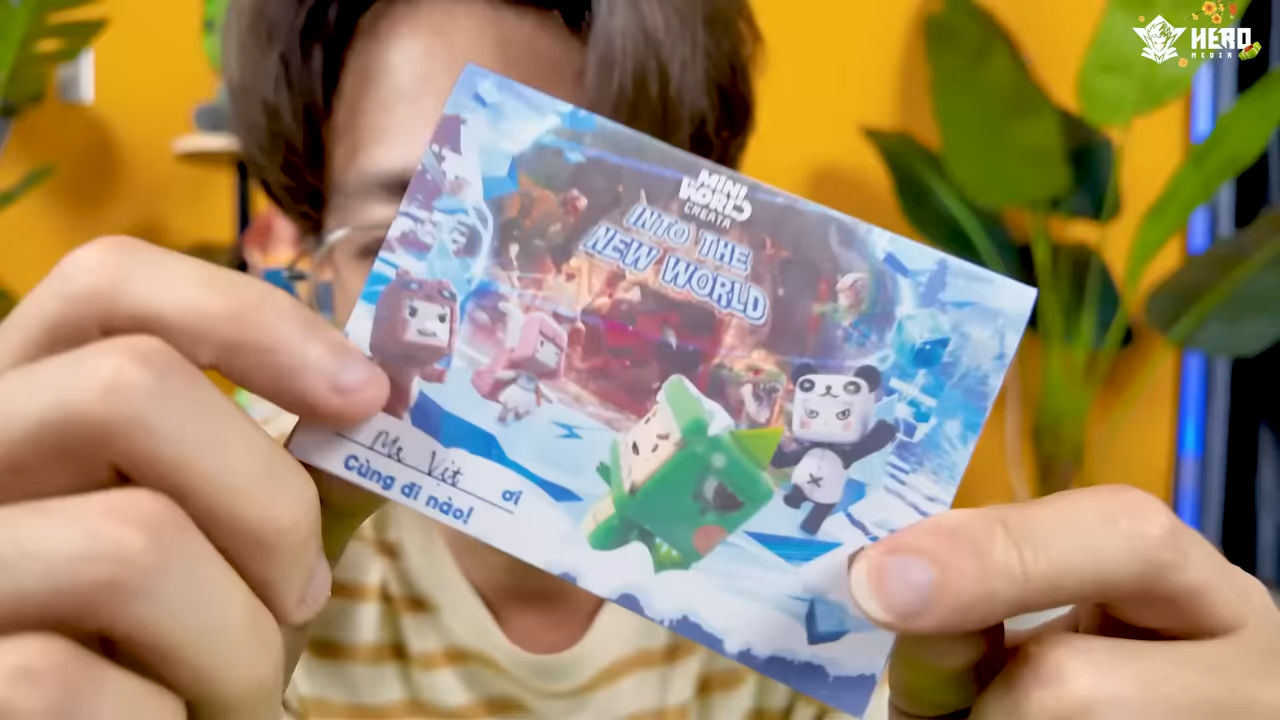 HERO
MEDIA
MINI
WORLD
CREATA
INTO THE
NEW WORLD
Mr Vịt ơi
Cùng đi nào!